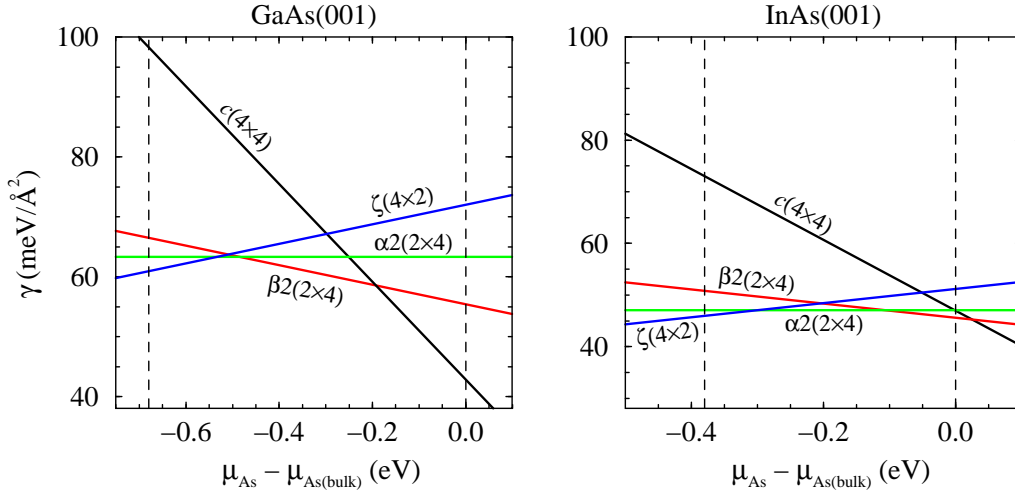 GaAs(001)
InAs(001)
γ (meV/Å²)
100
80
60
40
c(4×4)
ζ(4×2)
α2(2×4)
β2(2×4)
−0.6
−0.4
−0.2
0.0
μAs − μAs(bulk) (eV)
100
80
60
40
c(4×4)
β2(2×4)
α2(2×4)
ζ(4×2)
−0.4
−0.2
0.0
μAs − μAs(bulk) (eV)